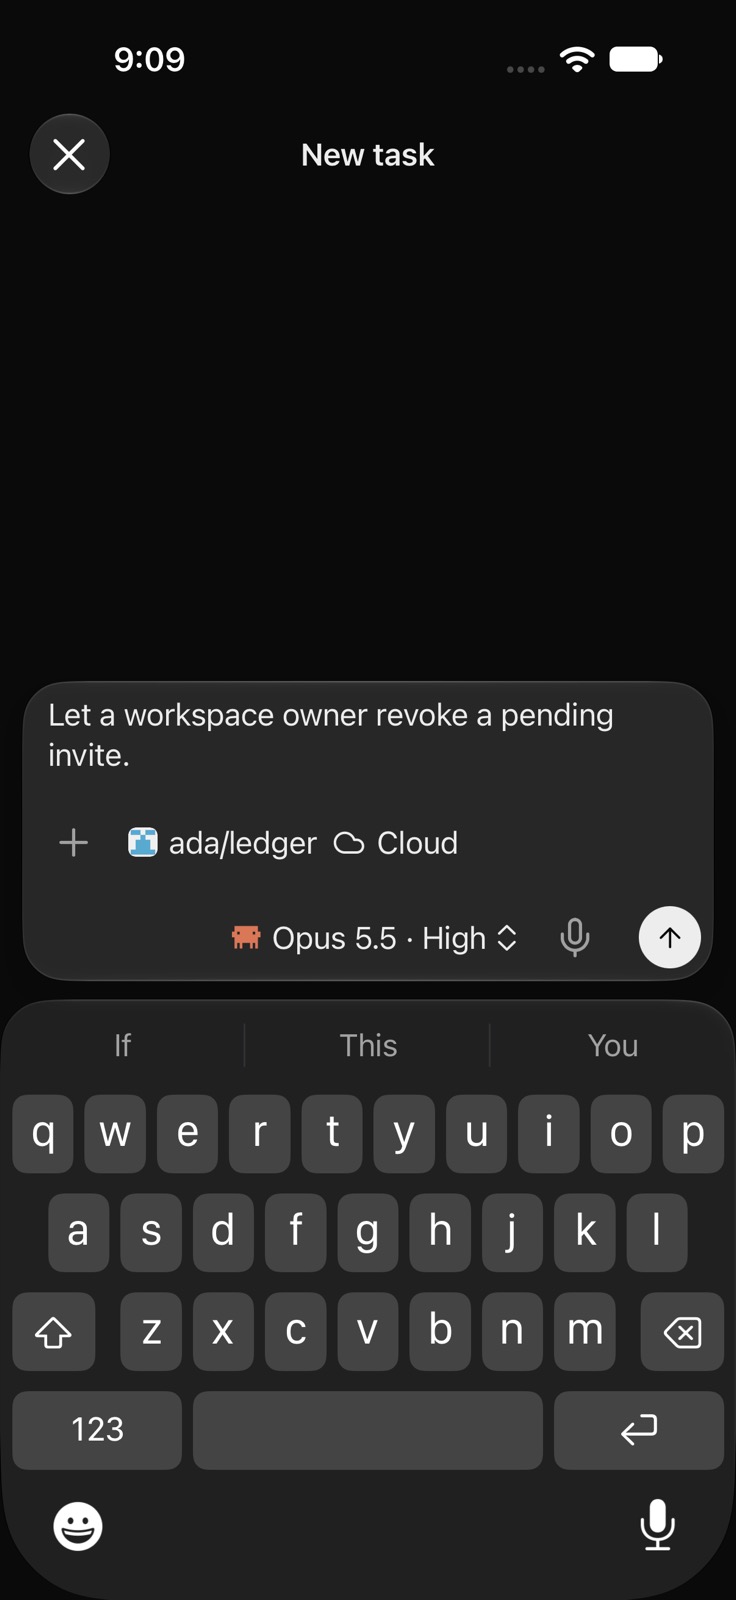 9:09
New task
Let a workspace owner revoke a pending
invite.
ada/ledger Cloud
Opus 5.5 · High
If This You
q w e r t y u i o p
a s d f g h j k l
z x c v b n m
123